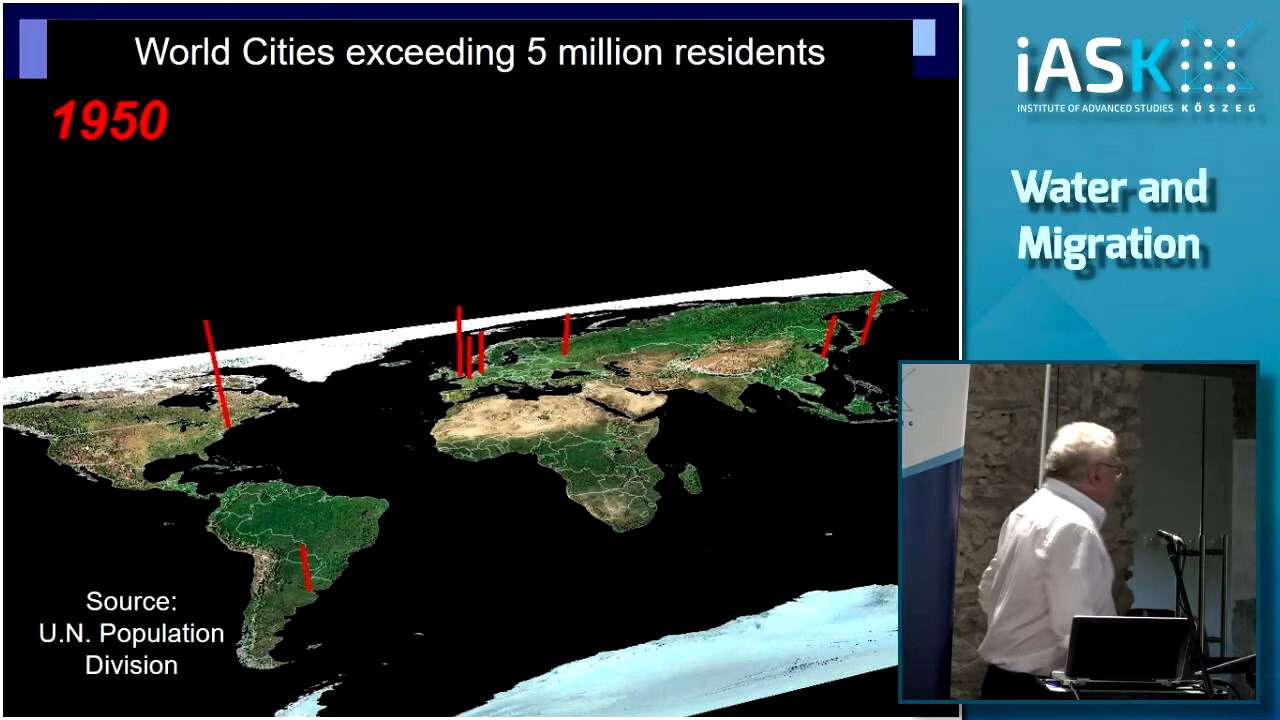 World Cities exceeding 5 million residents
1950
Source:
U.N. Population
Division
iASK
INSTITUTE OF ADVANCED STUDIES KŐSZEG
Water and
Migration